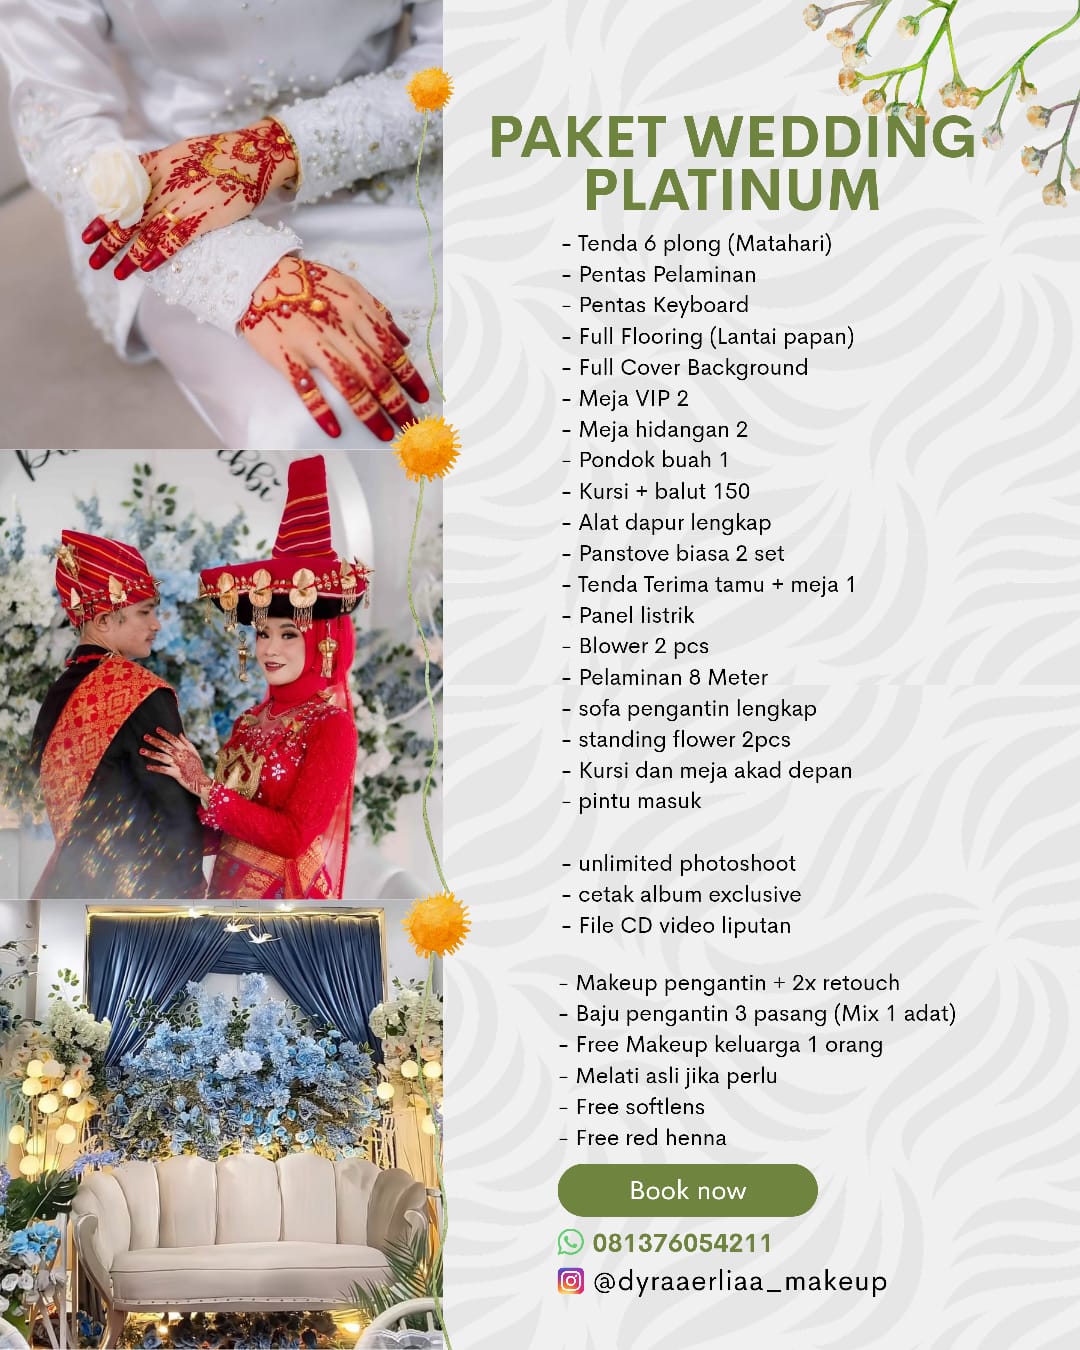 PAKET WEDDING
PLATINUM
- Tenda 6 plong (Matahari)
- Pentas Pelaminan
- Pentas Keyboard
- Full Flooring (Lantai papan)
- Full Cover Background
- Meja VIP 2
- Meja hidangan 2
- Pondok buah 1
- Kursi + balut 150
- Alat dapur lengkap
- Panstove biasa 2 set
- Tenda Terima tamu + meja 1
- Panel listrik
- Blower 2 pcs
- Pelaminan 8 Meter
- sofa pengantin lengkap
- standing flower 2pcs
- Kursi dan meja akad depan
- pintu masuk
- unlimited photoshoot
- cetak album exclusive
- File CD video liputan
- Makeup pengantin + 2x retouch
- Baju pengantin 3 pasang (Mix 1 adat)
- Free Makeup keluarga 1 orang
- Melati asli jika perlu
- Free softlens
- Free red henna
Book now
081376054211
@dyraaerliaa_makeup